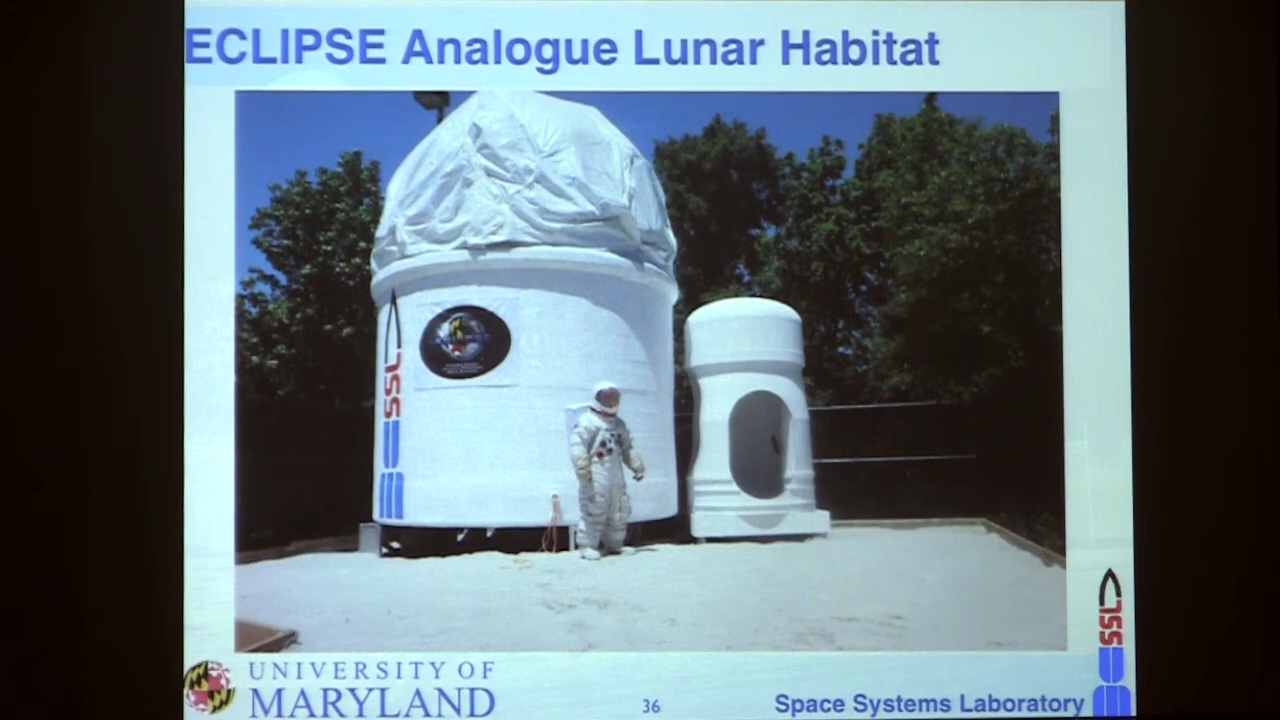 ECLIPSE Analogue Lunar Habitat
SSL
UNIVERSITY OF
MARYLAND
36
Space Systems Laboratory
SSL